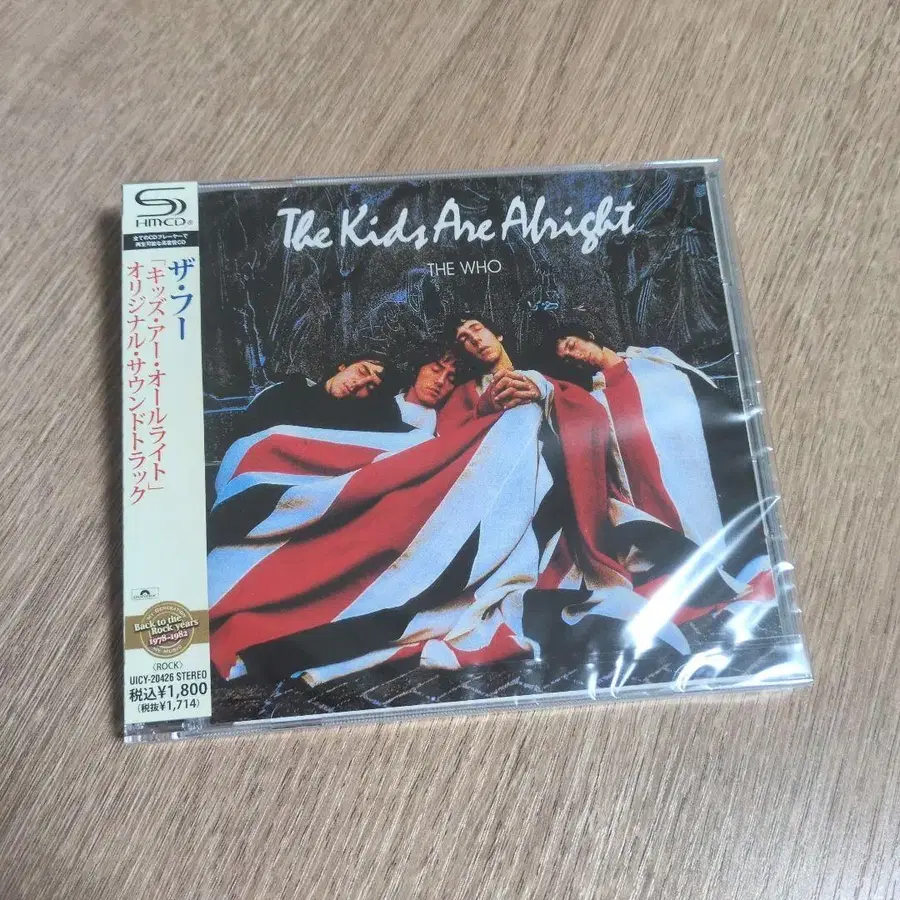 SHM-CD®
全てのCDプレーヤーで
再生可能な高音質CD
ザ・フー
「キッズ・アー・オールライト」
オリジナル・サウンドトラック
polydor
Back to the
Rock years
1978-1982
〈ROCK〉
UICY-20426 STEREO
税込¥1,800
(税抜¥1,714)
The Kids Are Alright
THE WHO